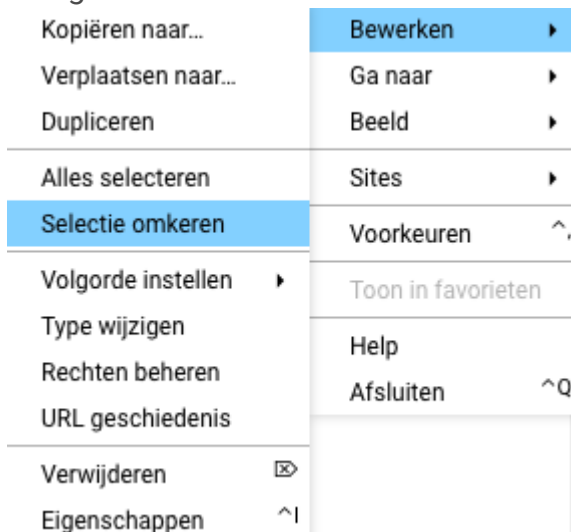 Kopiëren naar...
Verplaatsen naar...
Dupliceren
Alles selecteren
Selectie omkeren
Volgorde instellen
Type wijzigen
Rechten beheren
URL geschiedenis
Verwijderen ⌦
Eigenschappen ^I
Bewerken
Ga naar
Beeld
Sites
Voorkeuren ^,
Toon in favorieten
Help
Afsluiten ^Q